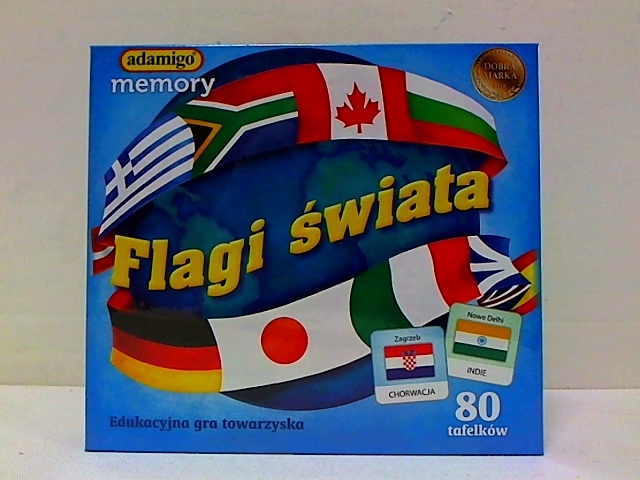 adamigo
memory
DOBRA
MARKA
Flagi świata
Zagrzeb
CHORWACJA
Nowe Delhi
INDIE
80
tafelków
Edukacyjna gra towarzyska